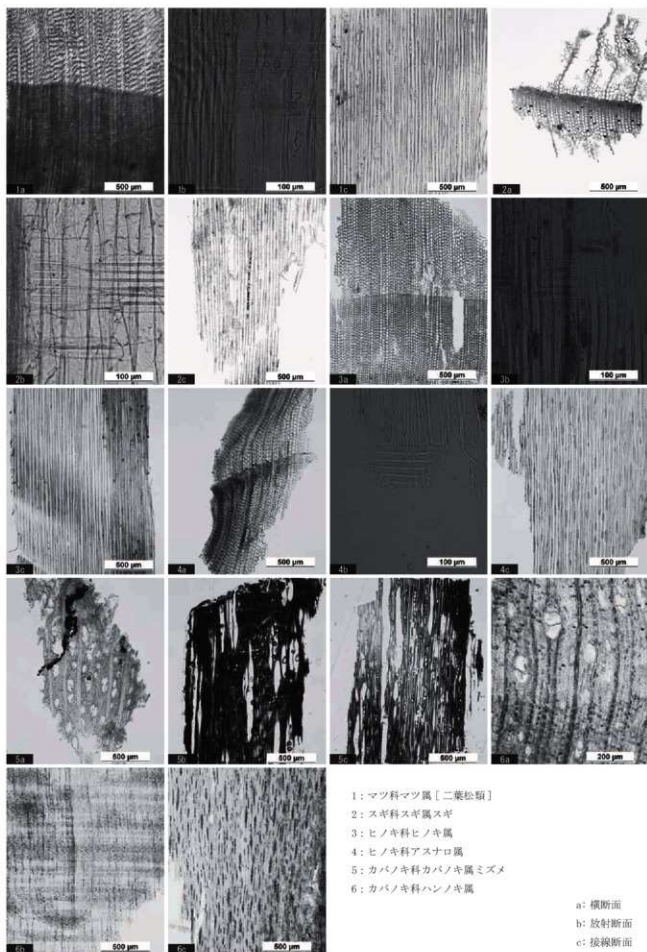 1a
500 μm
1b
100 μm
1c
500 μm
2a
500 μm
2b
100 μm
2c
500 μm
3a
500 μm
3b
100 μm
3c
500 μm
4a
500 μm
4b
100 μm
4c
500 μm
5a
500 μm
5b
500 μm
5c
500 μm
6a
200 μm
6b
6c
500 μm
1：マツ科マツ属［二葉松類］
2：スギ科スギ属スギ
3：ヒノキ科ヒノキ属
4：ヒノキ科アスナロ属
5：カバノキ科カバノキ属ミズメ
6：カバノキ科ハンノキ属
a：横断面
b：放射断面
c：接線断面